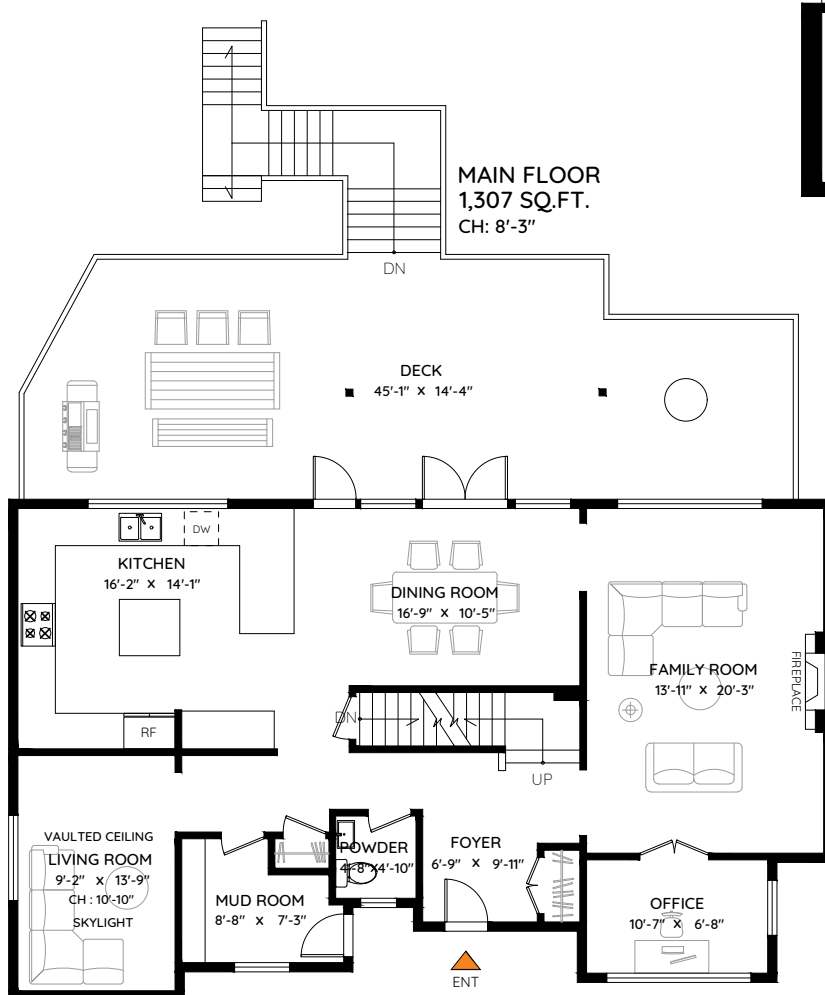 MAIN FLOOR
1,307 SQ.FT.
CH: 8'-3"
DN
DECK
45'-1" X 14'-4"
DW
KITCHEN
16'-2" X 14'-1"
DINING ROOM
16'-9" X 10'-5"
FAMILY ROOM
13'-11" X 20'-3"
FIREPLACE
RF
DN
UP
VAULTED CEILING
LIVING ROOM
9'-2" X 13'-9"
CH : 10'-10"
SKYLIGHT
MUD ROOM
8'-8" X 7'-3"
POWDER
4'-8"X4'-10"
FOYER
6'-9" X 9'-11"
OFFICE
10'-7" X 6'-8"
ENT